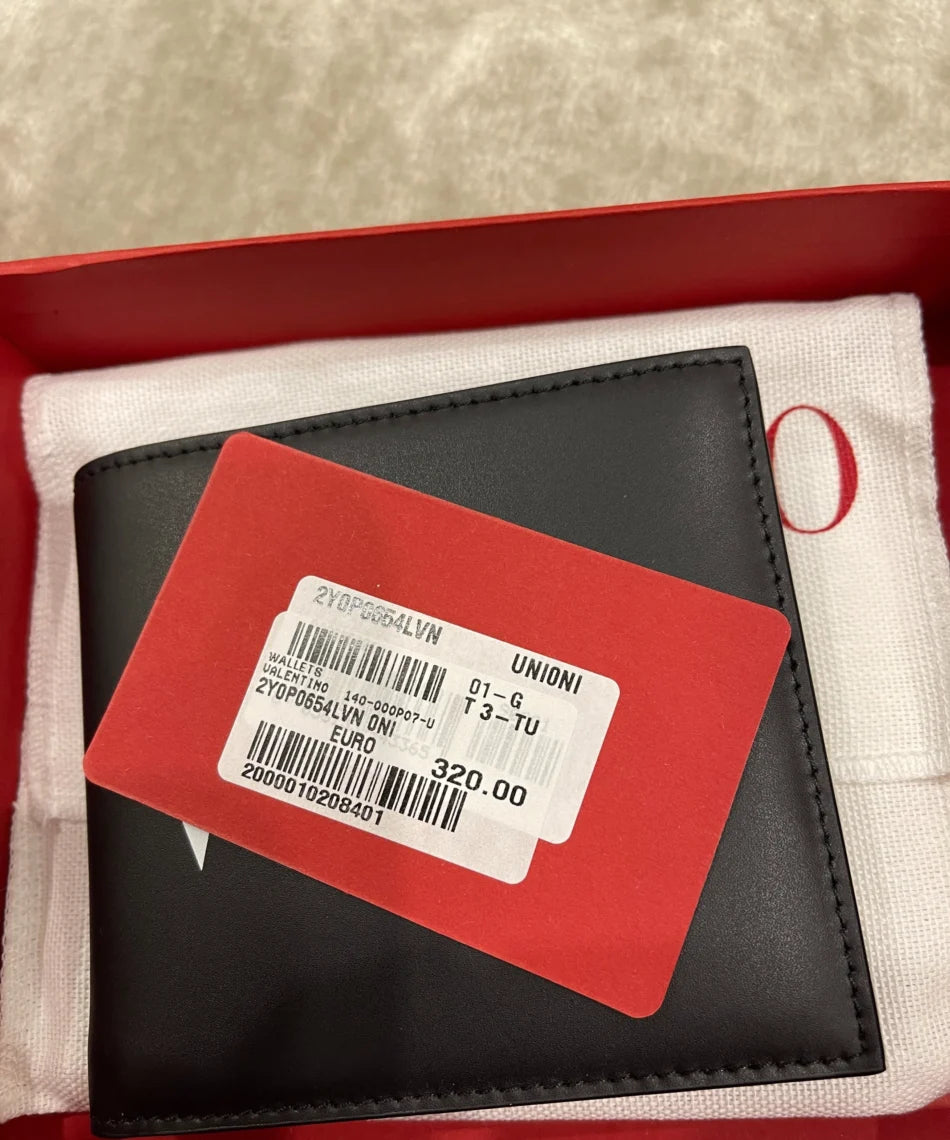 O
2Y0P0654LVN
UNIONI
WALLETS
VALENTINO 140-000P07-U
01-G
2Y0P0654LVN 0NI
T 3-TU
EURO
320.00
2000010208401